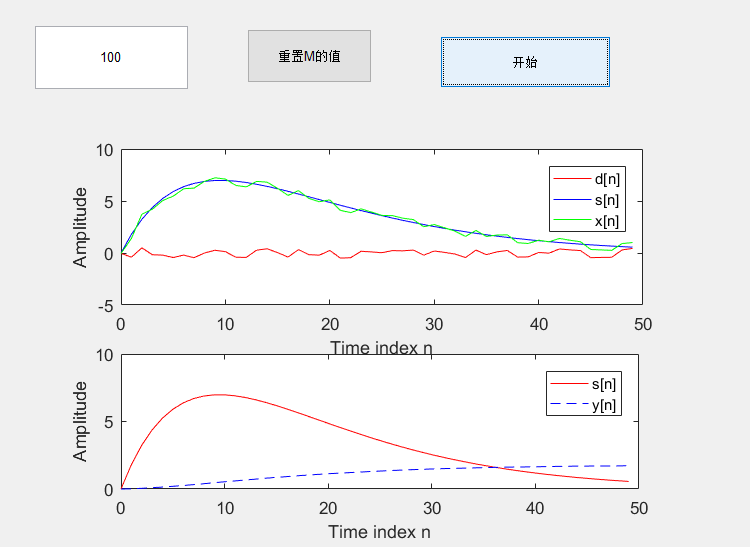 100
重置M的值
开始
10
5
0
-5
Amplitude
d[n]
s[n]
x[n]
0 10 20 30 40 50
Time index n
10
5
0
Amplitude
s[n]
y[n]
0 10 20 30 40 50
Time index n